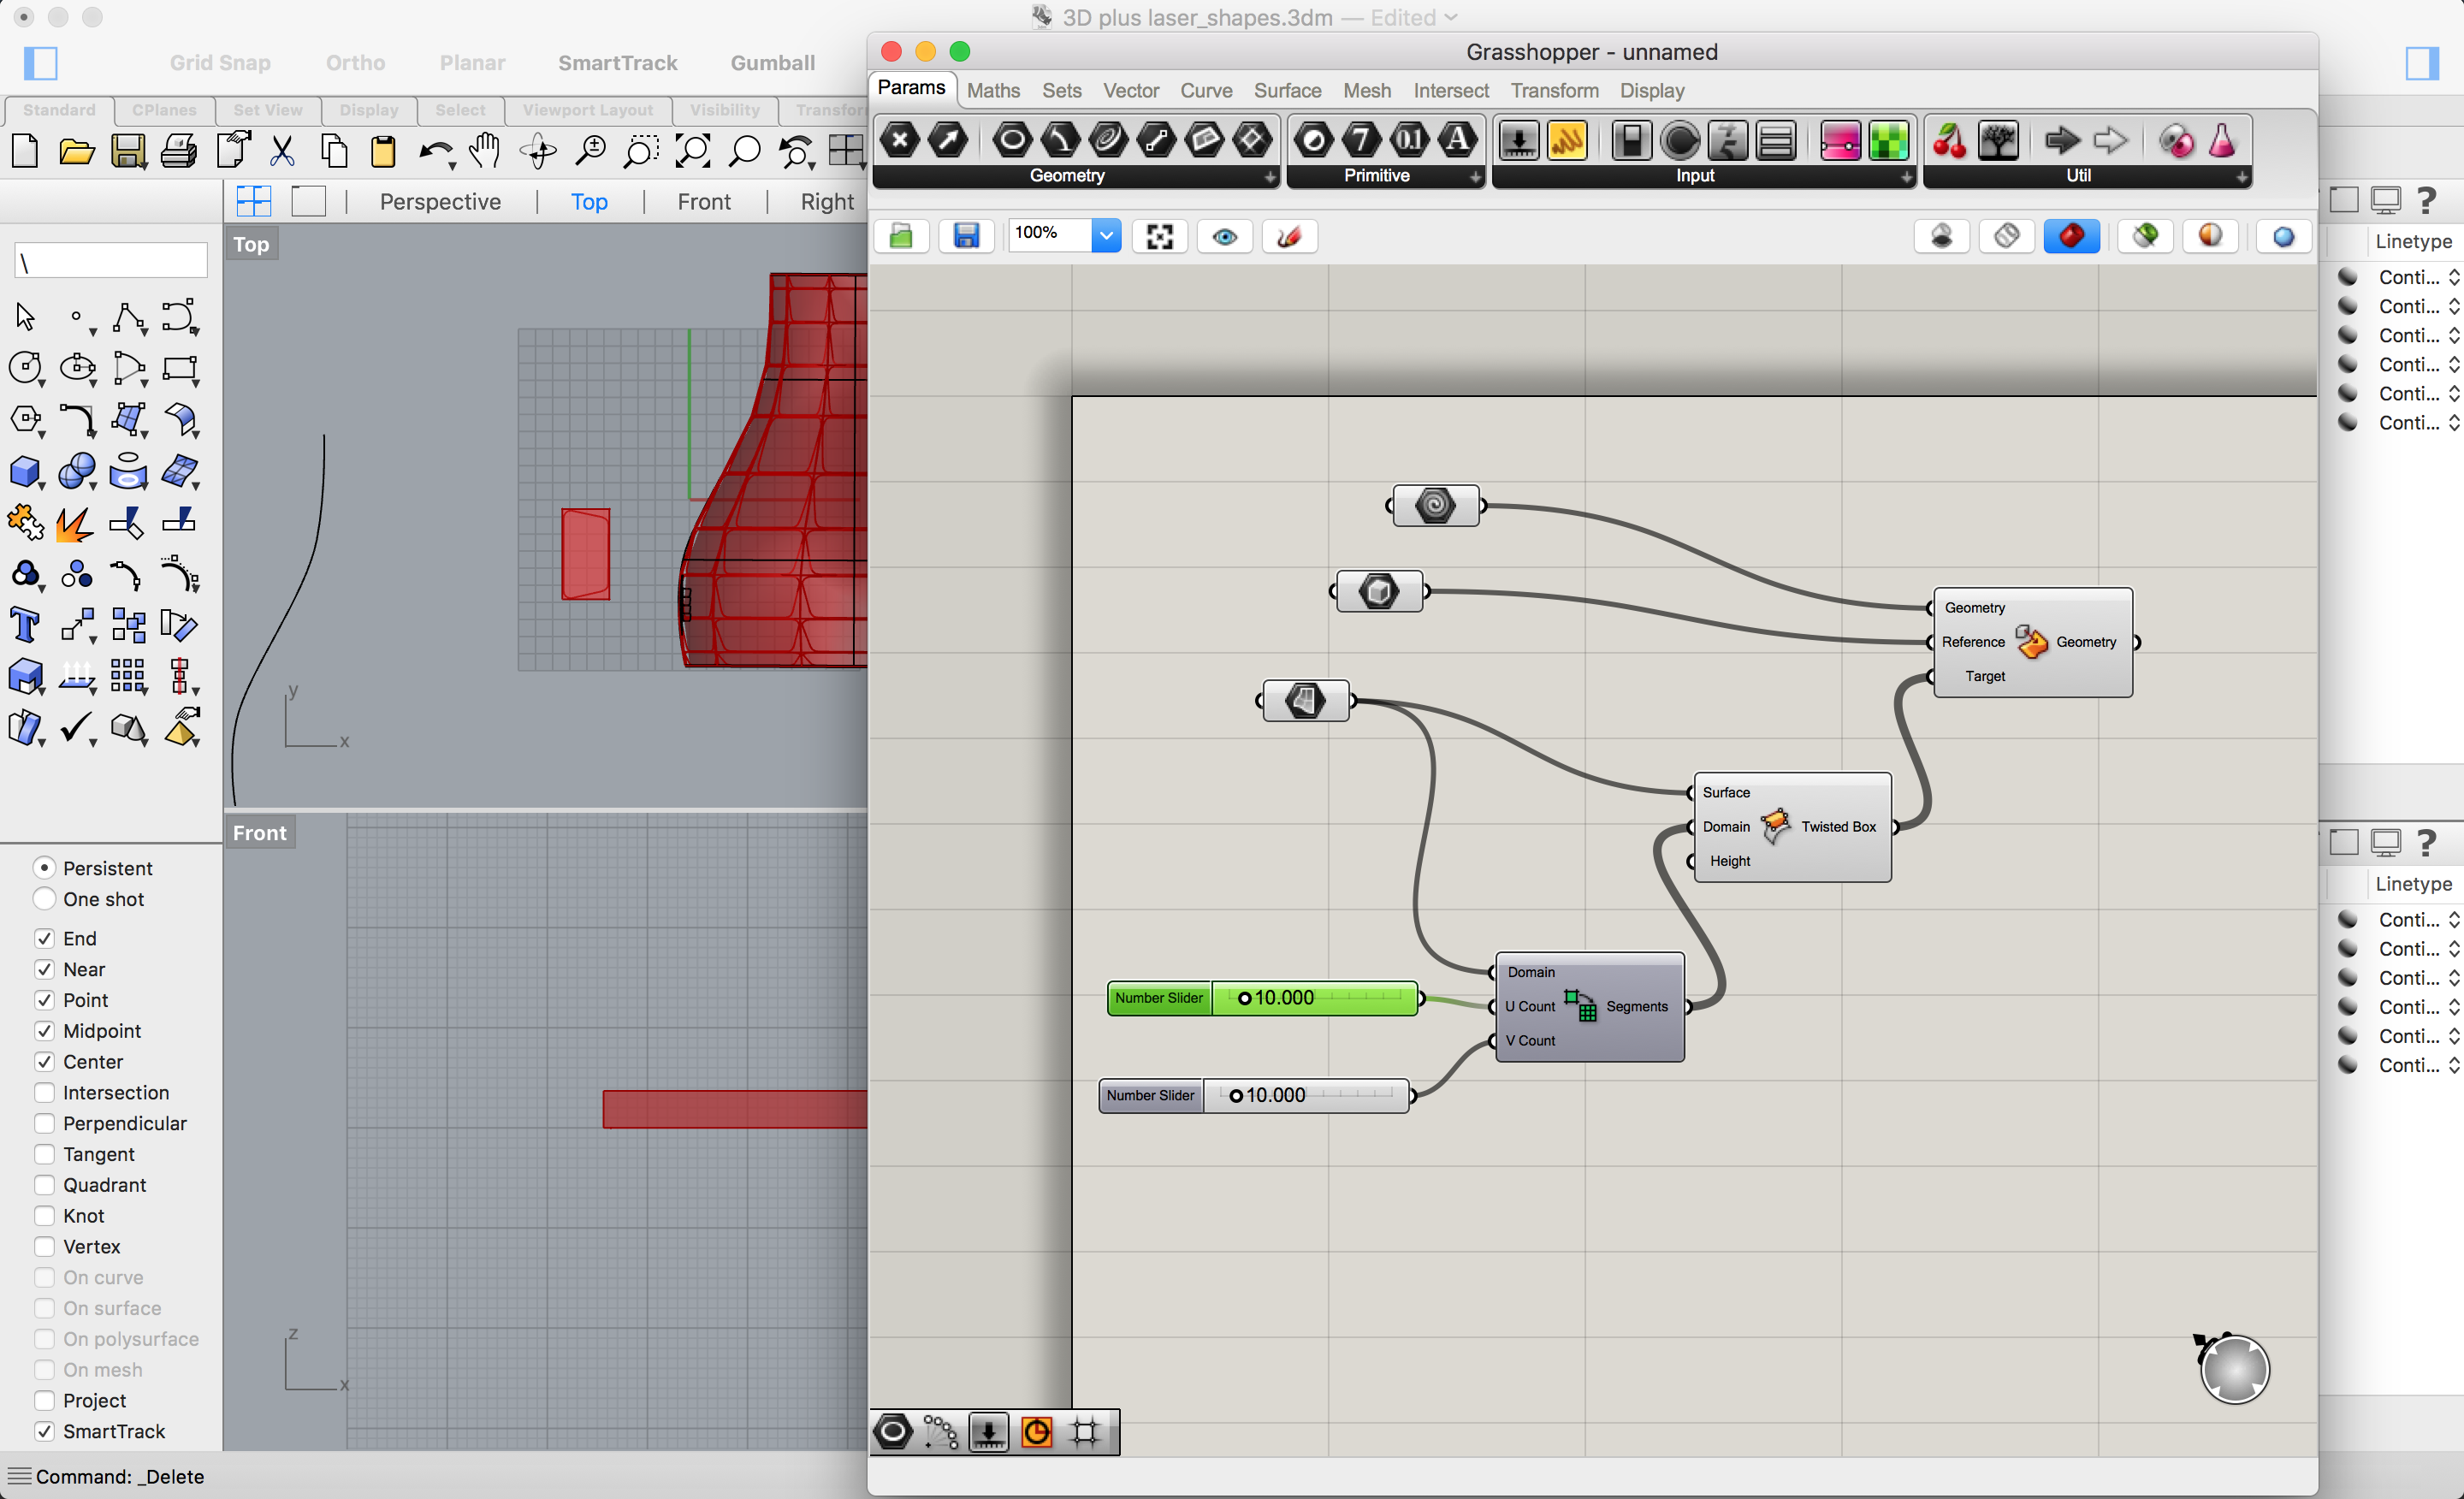 3D plus laser_shapes.3dm — Edited
Grid Snap Ortho Planar SmartTrack Gumball
Grasshopper - unnamed
Standard CPlanes Set View Display Select Viewport Layout Visibility Transfor
Params Maths Sets Vector Curve Surface Mesh Intersect Transform Display
Geometry Primitive Input Util
Perspective Top Front Right
100%
Linetype
Top
\
Conti...
Conti...
Conti...
Conti...
Conti...
Conti...
y
x
Geometry
Reference Geometry
Target
Surface
Domain Twisted Box
Height
Front
Linetype
Persistent
One shot
End
Near
Point
Midpoint
Center
Intersection
Perpendicular
Tangent
Quadrant
Knot
Vertex
On curve
On surface
On polysurface
On mesh
Project
SmartTrack
Conti...
Conti...
Conti...
Conti...
Conti...
Conti...
Domain
U Count Segments
V Count
Number Slider 10.000
Number Slider 10.000
z
x
Command: _Delete